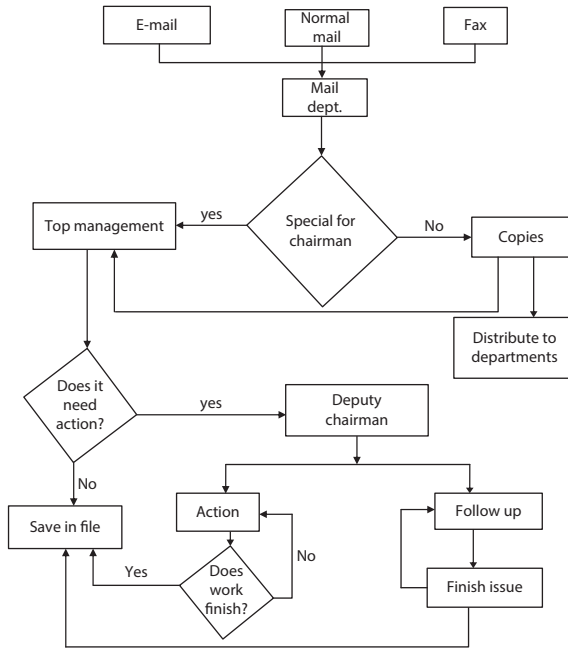 E-mail
Normal
mail
Fax
Mail
dept.
Special for
chairman
yes
No
Top management
Copies
Distribute to
departments
Does it
need
action?
yes
Deputy
chairman
No
Save in file
Action
Follow up
No
Yes
Does
work
finish?
Finish issue